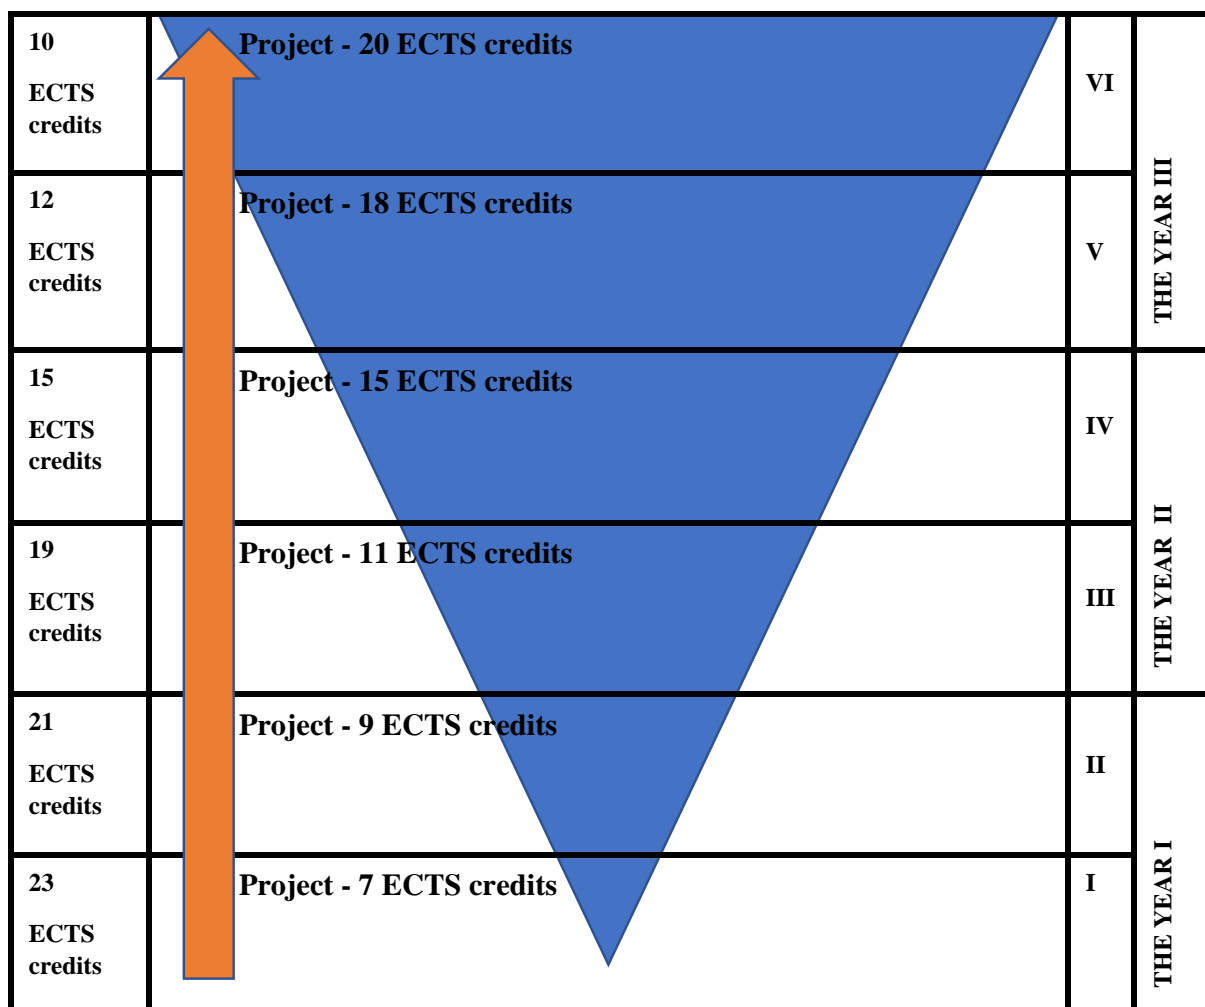 10
ECTS
credits
Project - 20 ECTS credits
VI
THE YEAR III
12
ECTS
credits
Project - 18 ECTS credits
V
15
ECTS
credits
Project - 15 ECTS credits
IV
THE YEAR  II
19
ECTS
credits
Project - 11 ECTS credits
III
21
ECTS
credits
Project - 9 ECTS credits
II
THE YEAR I
23
ECTS
credits
Project - 7 ECTS credits
I